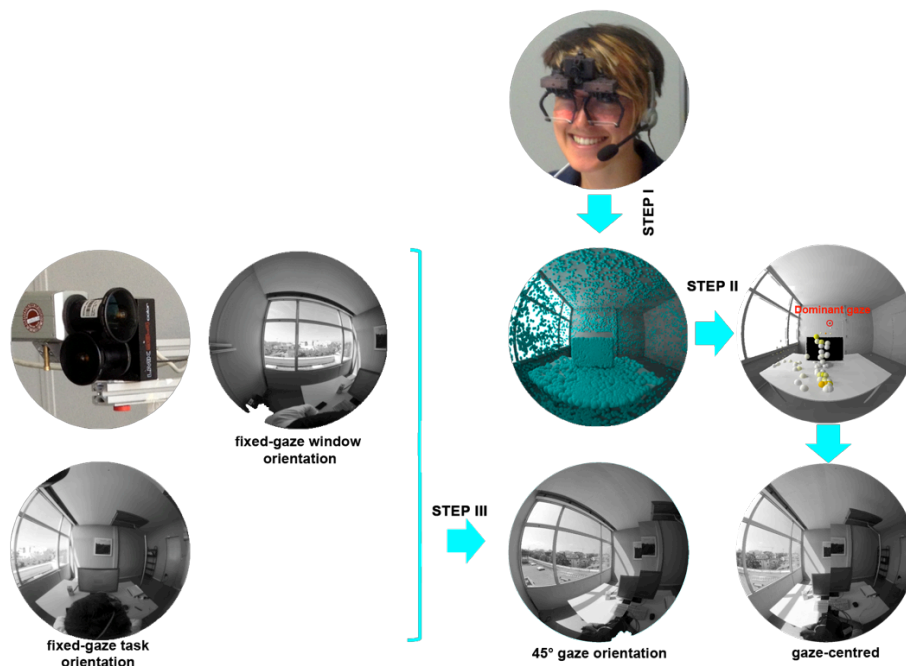 STEP I
STEP II
Dominant gaze
fixed-gaze window
orientation
STEP III
fixed-gaze task
orientation
45° gaze orientation
gaze-centred